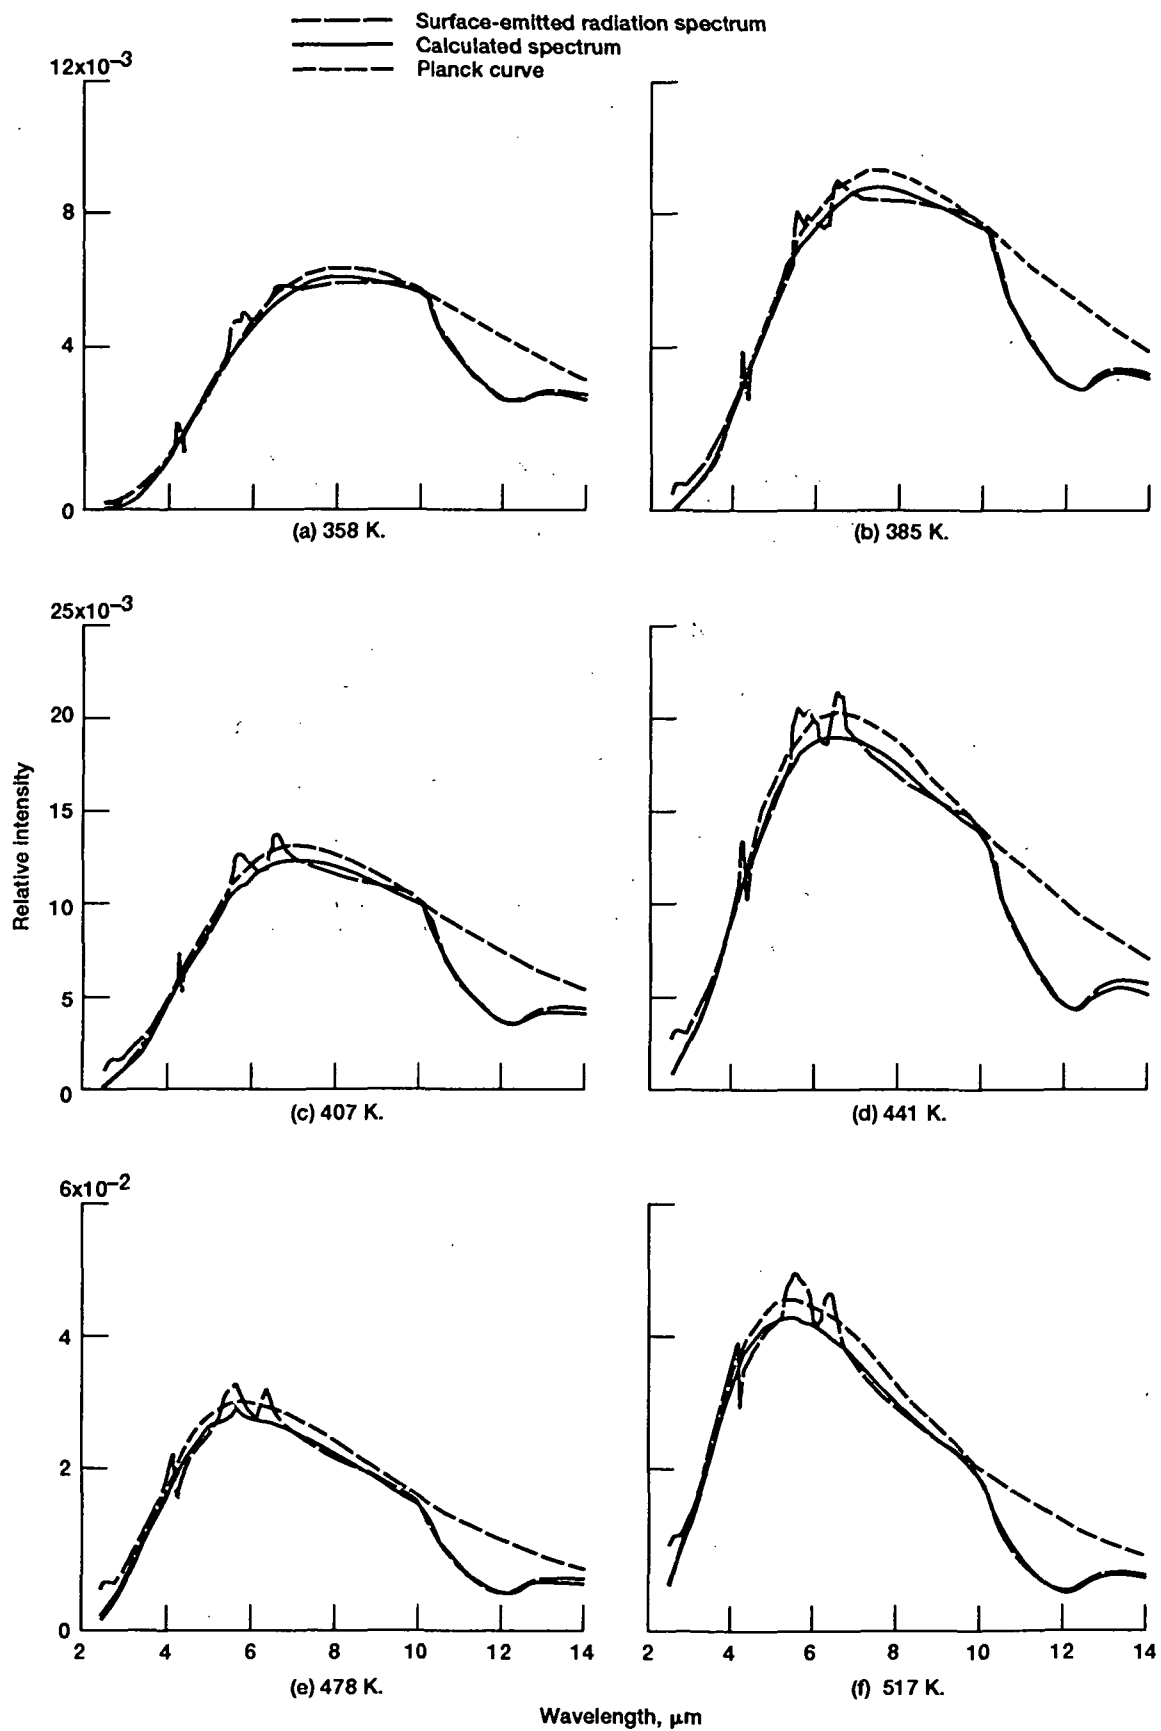 Surface-emitted radiation spectrum
Calculated spectrum
Planck curve
12x10⁻³
8
4
0
(a) 358 K.
(b) 385 K.
25x10⁻³
20
15
10
5
0
(c) 407 K.
(d) 441 K.
Relative intensity
6x10⁻²
4
2
0
2 4 6 8 10 12 14
2 4 6 8 10 12 14
(e) 478 K.
(f) 517 K.
Wavelength, μm